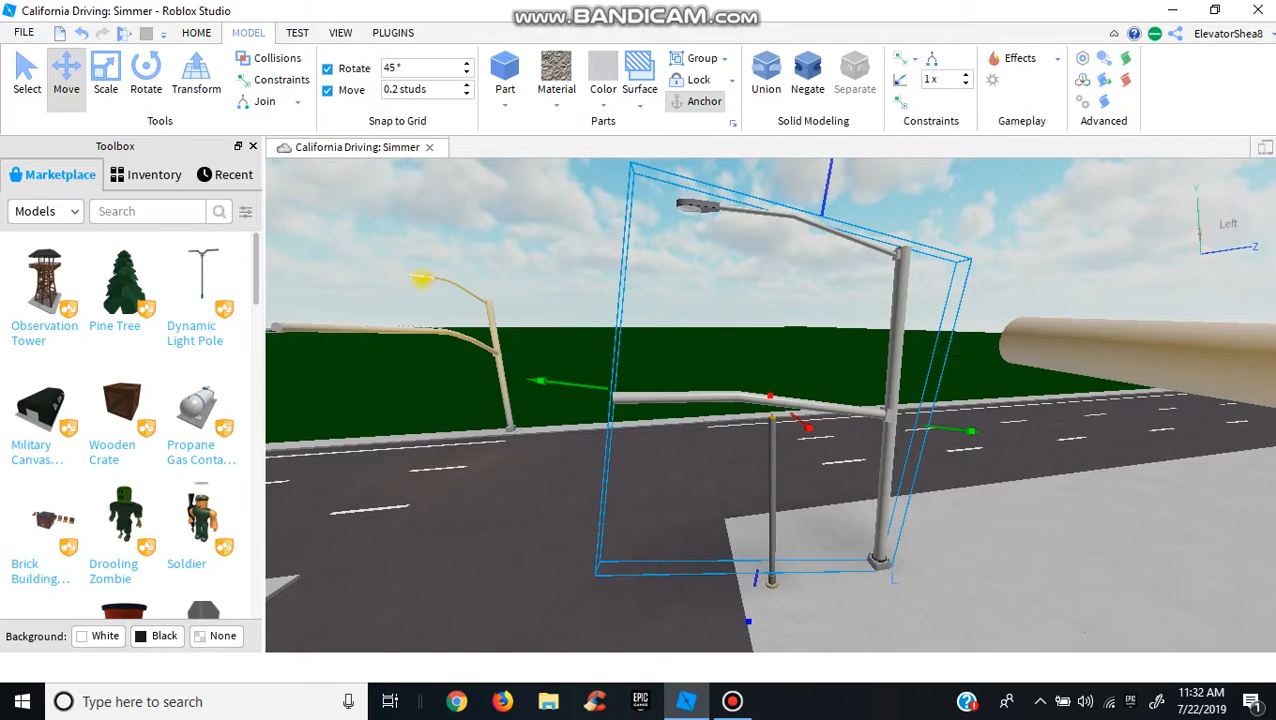 California Driving: Simmer - Roblox Studio
www.BANDICAM.com
FILE
HOME
MODEL
TEST
VIEW
PLUGINS
ElevatorShea8
Select
Move
Scale
Rotate
Transform
Collisions
Constraints
Join
Tools
Rotate
45 °
Move
0.2 studs
Snap to Grid
Part
Material
Color
Surface
Group
Lock
Anchor
Parts
Union
Negate
Separate
Solid Modeling
1 x
Constraints
Effects
Gameplay
Advanced
Toolbox
California Driving: Simmer
Marketplace
Inventory
Recent
Models
Search
Observation Tower
Pine Tree
Dynamic Light Pole
Military Canvas...
Wooden Crate
Propane Gas Conta...
Brick Building...
Drooling Zombie
Soldier
Background:
White
Black
None
Y
Left
Z
L
Type here to search
EPIC GAMES
11:32 AM
7/22/2019
1